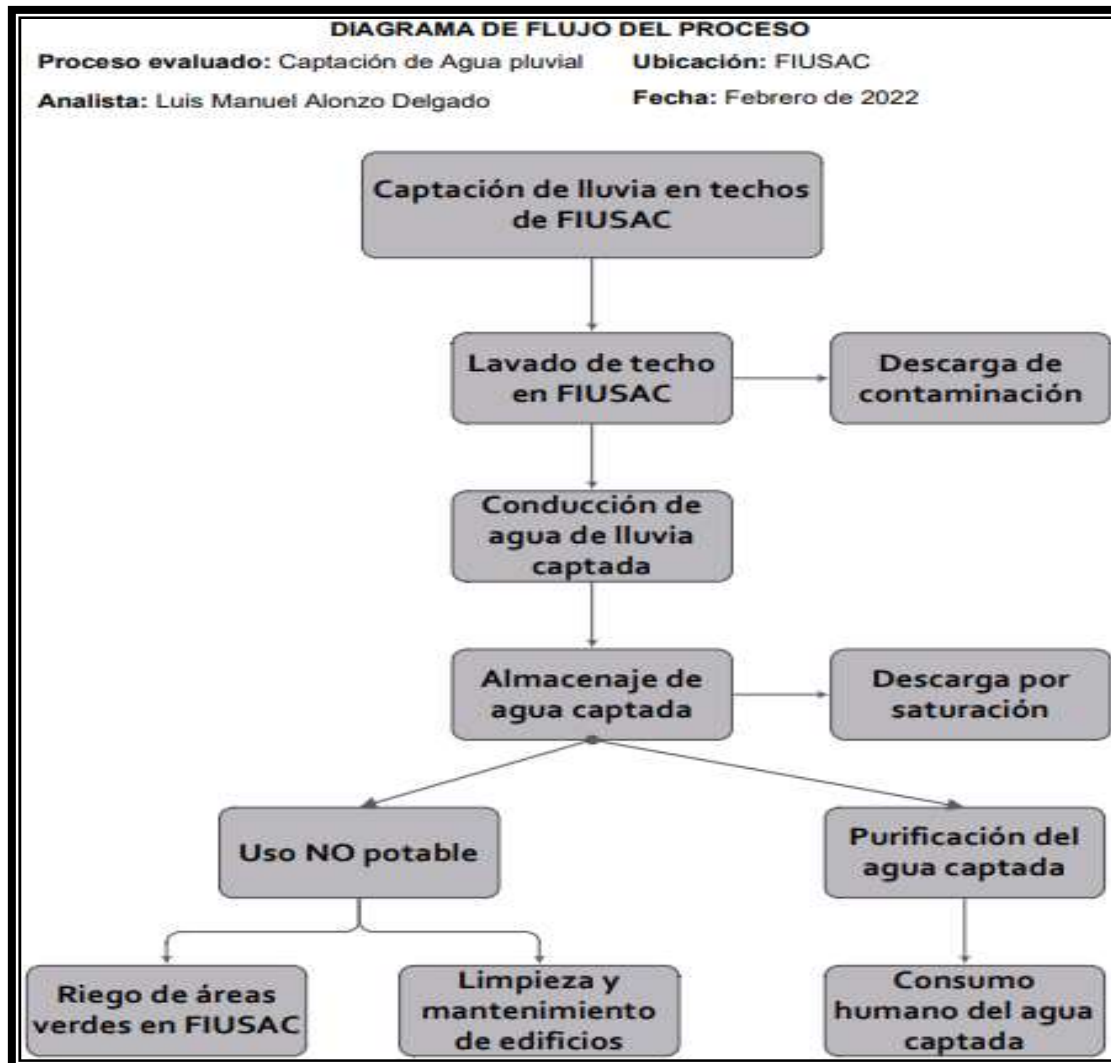 DIAGRAMA DE FLUJO DEL PROCESO
Proceso evaluado: Captación de Agua pluvial Ubicación: FIUSAC
Analista: Luis Manuel Alonzo Delgado Fecha: Febrero de 2022
Captación de lluvia en techos
de FIUSAC
Lavado de techo
en FIUSAC
Descarga de
contaminación
Conducción de
agua de lluvia
captada
Almacenaje de
agua captada
Descarga por
saturación
Uso NO potable
Purificación del
agua captada
Riego de áreas
verdes en FIUSAC
Limpieza y
mantenimiento
de edificios
Consumo
humano del agua
captada